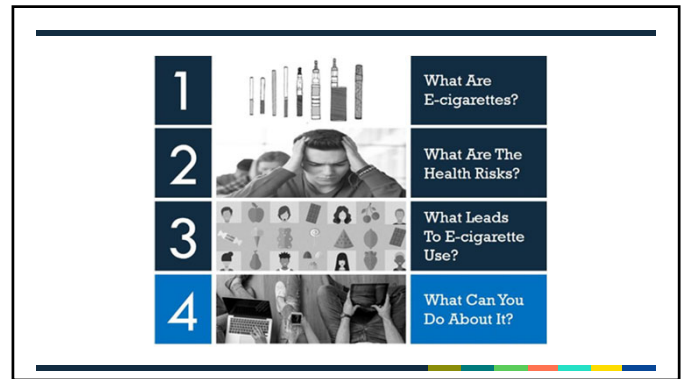 1
What Are
E-cigarettes?
2
What Are The
Health Risks?
3
What Leads
To E-cigarette
Use?
4
What Can You
Do About It?